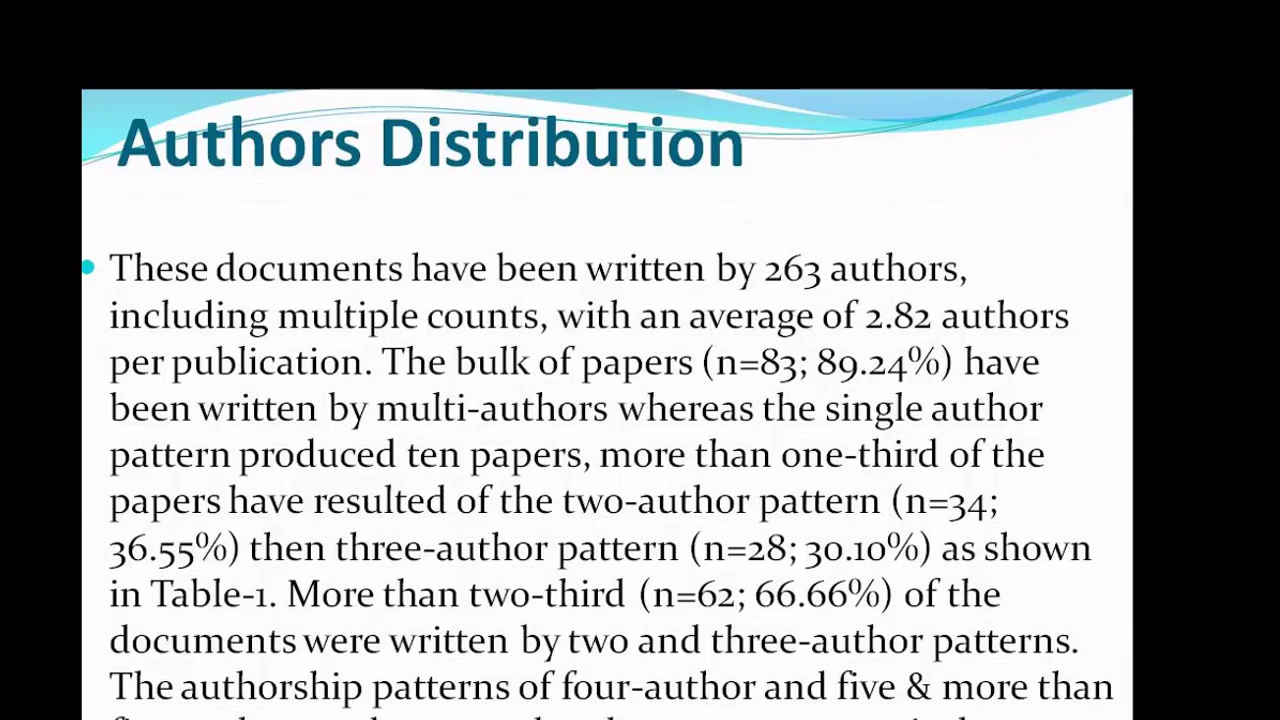 Authors Distribution
These documents have been written by 263 authors,
including multiple counts, with an average of 2.82 authors
per publication. The bulk of papers (n=83; 89.24%) have
been written by multi-authors whereas the single author
pattern produced ten papers, more than one-third of the
papers have resulted of the two-author pattern (n=34;
36.55%) then three-author pattern (n=28; 30.10%) as shown
in Table-1. More than two-third (n=62; 66.66%) of the
documents were written by two and three-author patterns.
The authorship patterns of four-author and five & more than